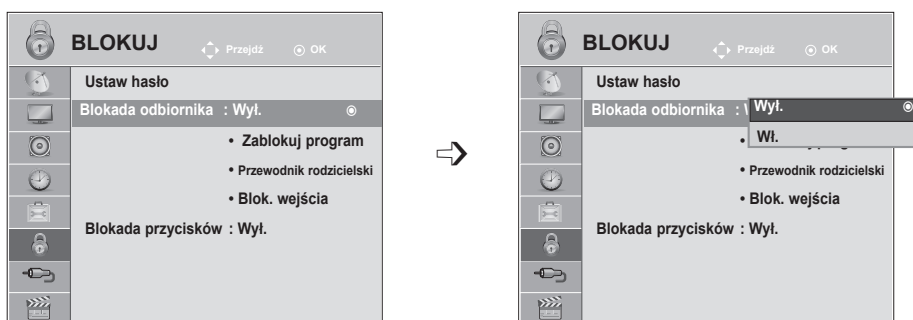 BLOKUJ Przejdź OK
Ustaw hasło
Blokada odbiornika : Wył.
• Zablokuj program
• Przewodnik rodzicielski
• Blok. wejścia
Blokada przycisków : Wył.
BLOKUJ Przejdź OK
Ustaw hasło
Blokada odbiornika : Wył.
Wł.
• Przewodnik rodzicielski
• Blok. wejścia
Blokada przycisków : Wył.